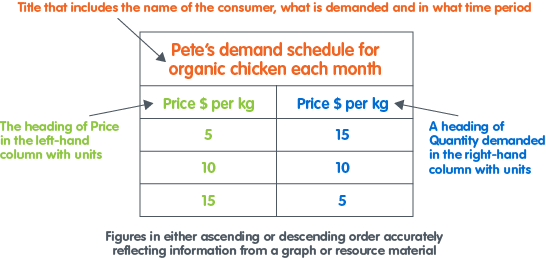 Title that includes the name of the consumer, what is demanded and in what time period
Pete's demand schedule for
organic chicken each month
Price $ per kg
Price $ per kg
The heading of Price
in the left-hand
column with units
A heading of
Quantity demanded
in the right-hand
column with units
5
15
10
10
15
5
Figures in either ascending or descending order accurately
reflecting information from a graph or resource material